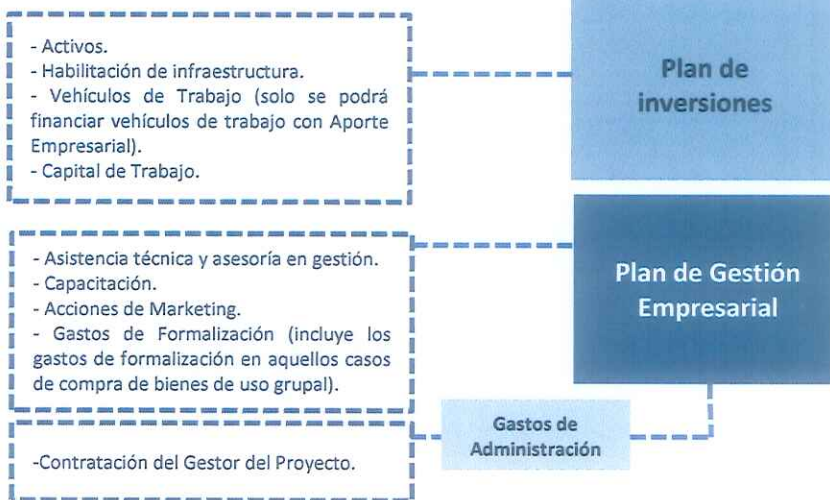 - Activos.
- Habilitación de infraestructura.
- Vehículos de Trabajo (solo se podrá
financiar vehículos de trabajo con Aporte
Empresarial).
- Capital de Trabajo.
Plan de
inversiones
- Asistencia técnica y asesoría en gestión.
- Capacitación.
- Acciones de Marketing.
- Gastos de Formalización (incluye los
gastos de formalización en aquellos casos
de compra de bienes de uso grupal).
Plan de Gestión
Empresarial
-Contratación del Gestor del Proyecto.
Gastos de
Administración